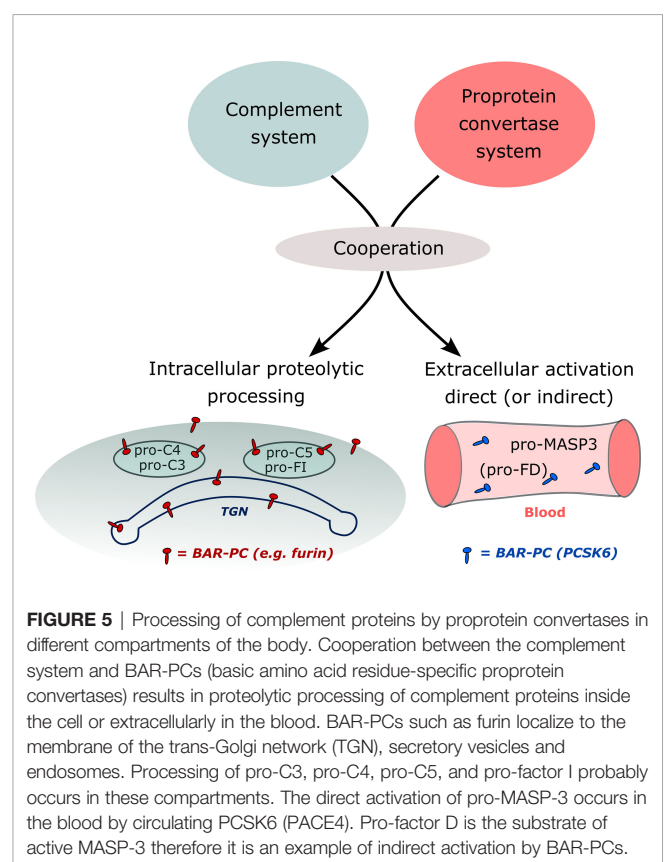 Complement
system
Proprotein
convertase
system
Cooperation
Intracellular proteolytic
processing
Extracellular activation
direct (or indirect)
pro-C4
pro-C3
pro-C5
pro-FI
TGN
= BAR-PC (e.g. furin)
pro-MASP3
(pro-FD)
Blood
= BAR-PC (PCSK6)
FIGURE 5 | Processing of complement proteins by proprotein convertases in
different compartments of the body. Cooperation between the complement
system and BAR-PCs (basic amino acid residue-specific proprotein
convertases) results in proteolytic processing of complement proteins inside
the cell or extracellularly in the blood. BAR-PCs such as furin localize to the
membrane of the trans-Golgi network (TGN), secretory vesicles and
endosomes. Processing of pro-C3, pro-C4, pro-C5, and pro-factor I probably
occurs in these compartments. The direct activation of pro-MASP-3 occurs in
the blood by circulating PCSK6 (PACE4). Pro-factor D is the substrate of
active MASP-3 therefore it is an example of indirect activation by BAR-PCs.